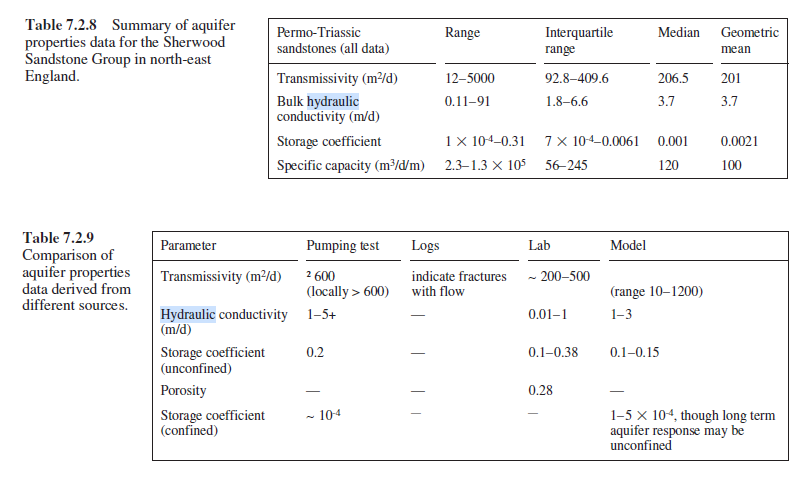 Table 7.2.8 Summary of aquifer
properties data for the Sherwood
Sandstone Group in north-east
England.
Permo-Triassic sandstones (all data) Range Interquartile range Median Geometric mean
Transmissivity (m²/d) 12–5000 92.8–409.6 206.5 201
Bulk hydraulic conductivity (m/d) 0.11–91 1.8–6.6 3.7 3.7
Storage coefficient 1 × 10⁻⁴–0.31 7 × 10⁻⁴–0.0061 0.001 0.0021
Specific capacity (m³/d/m) 2.3–1.3 × 10⁵ 56–245 120 100
Table 7.2.9
Comparison of
aquifer properties
data derived from
different sources.
Parameter Pumping test Logs Lab Model
Transmissivity (m²/d) ² 600 indicate fractures ~ 200–500
(locally > 600) with flow (range 10–1200)
Hydraulic conductivity 1–5+ — 0.01–1 1–3
(m/d)
Storage coefficient 0.2 — 0.1–0.38 0.1–0.15
(unconfined)
Porosity — — 0.28 —
Storage coefficient ~ 10⁻⁴ – – 1–5 × 10⁻⁴, though long term
(confined) aquifer response may be
unconfined